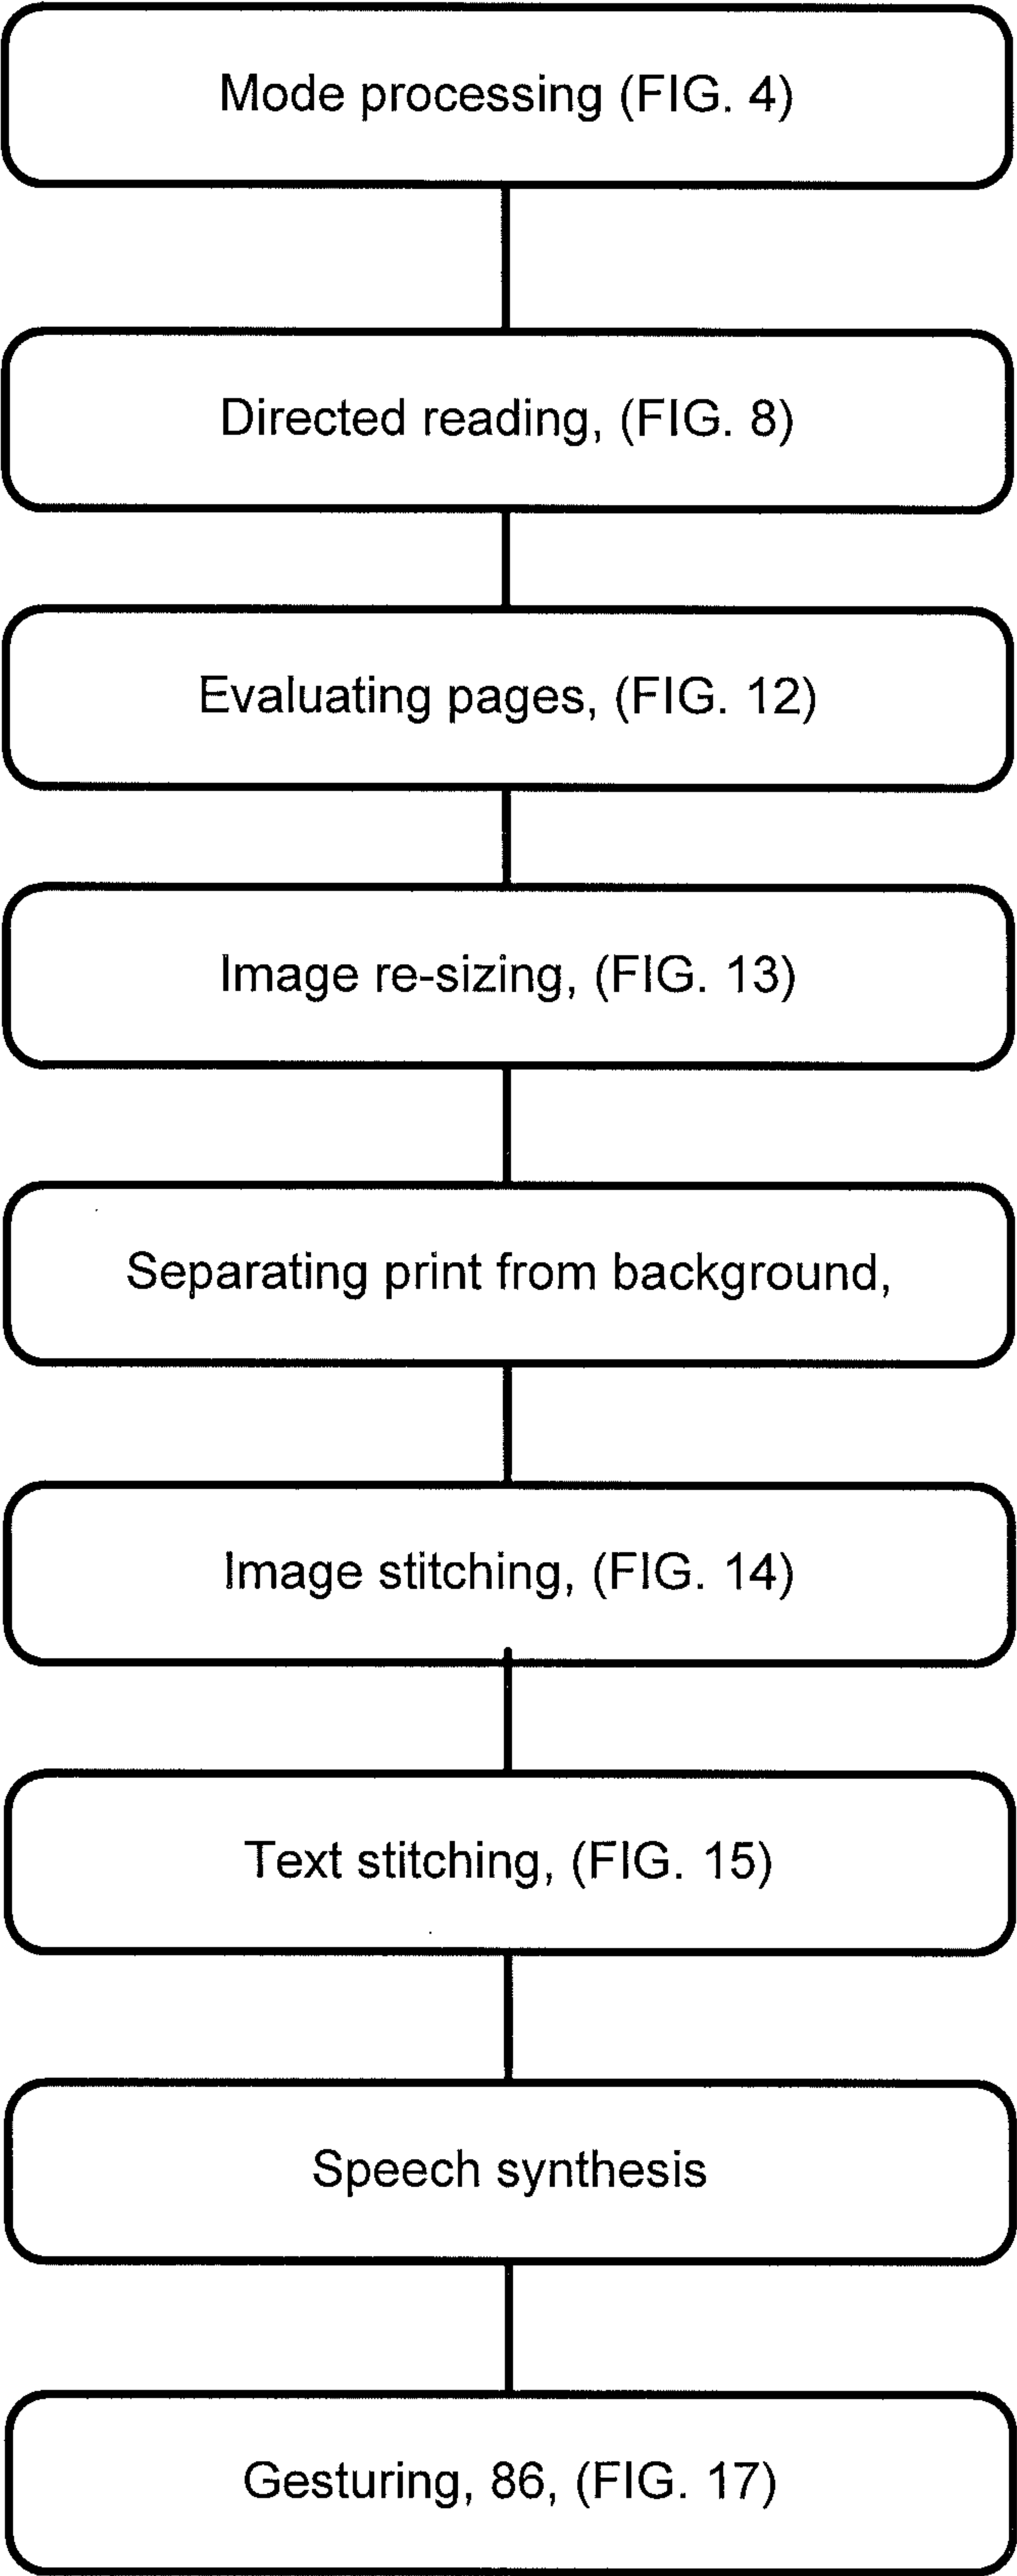 Mode processing (FIG. 4)
Directed reading, (FIG. 8)
Evaluating pages, (FIG. 12)
Image re-sizing, (FIG. 13)
Separating print from background,
Image stitching, (FIG. 14)
Text stitching, (FIG. 15)
Speech synthesis
Gesturing, 86, (FIG. 17)